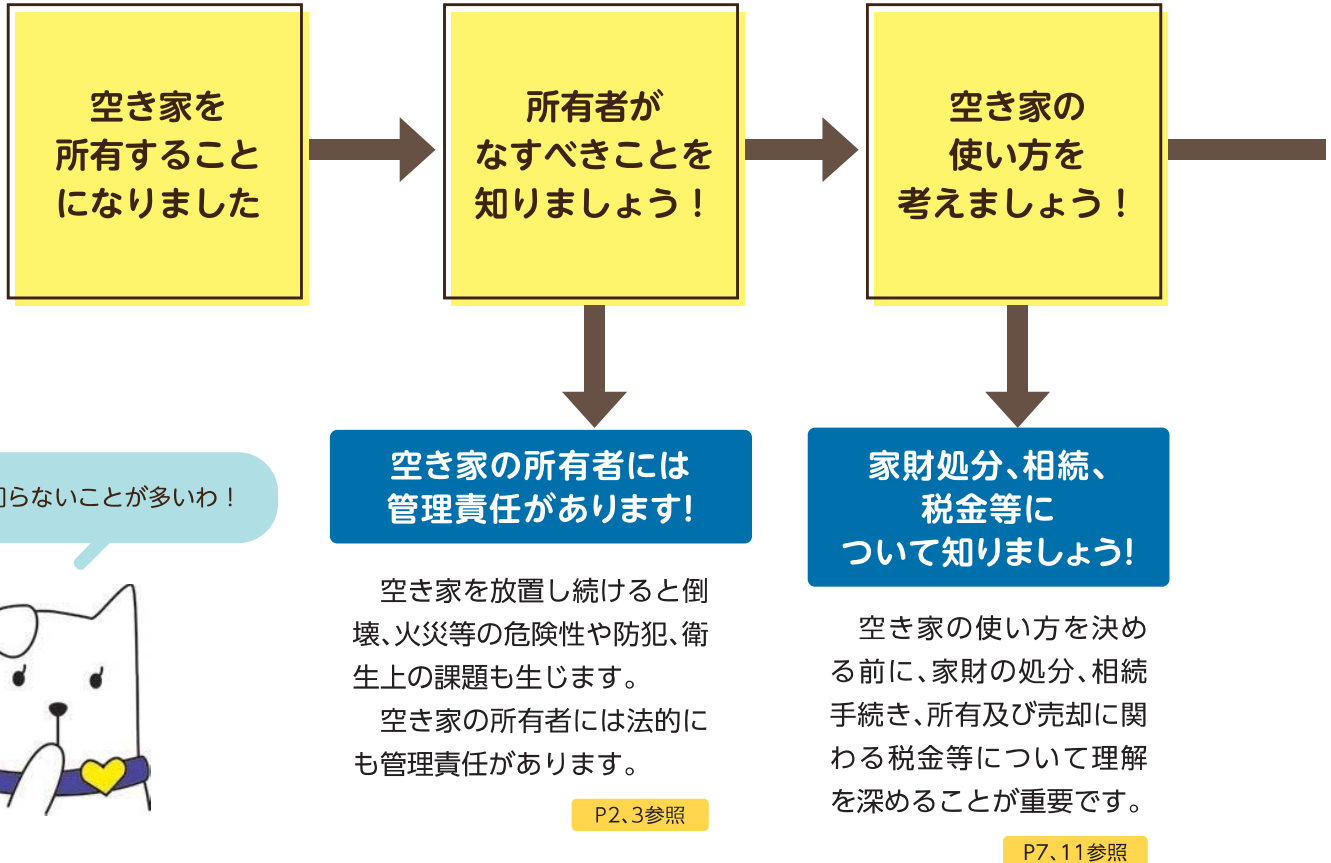 空き家を
所有すること
になりました
所有者が
なすべきことを
知りましょう！
空き家の
使い方を
考えましょう！
空き家の所有者には
管理責任があります!
空き家を放置し続けると倒
壊、火災等の危険性や防犯、衛
生上の課題も生じます。
空き家の所有者には法的に
も管理責任があります。
P2、3参照
家財処分、相続、
税金等に
ついて知りましょう!
空き家の使い方を決め
る前に、家財の処分、相続
手続き、所有及び売却に関
わる税金等について理解
を深めることが重要です。
P7、11参照
らないことが多いわ！